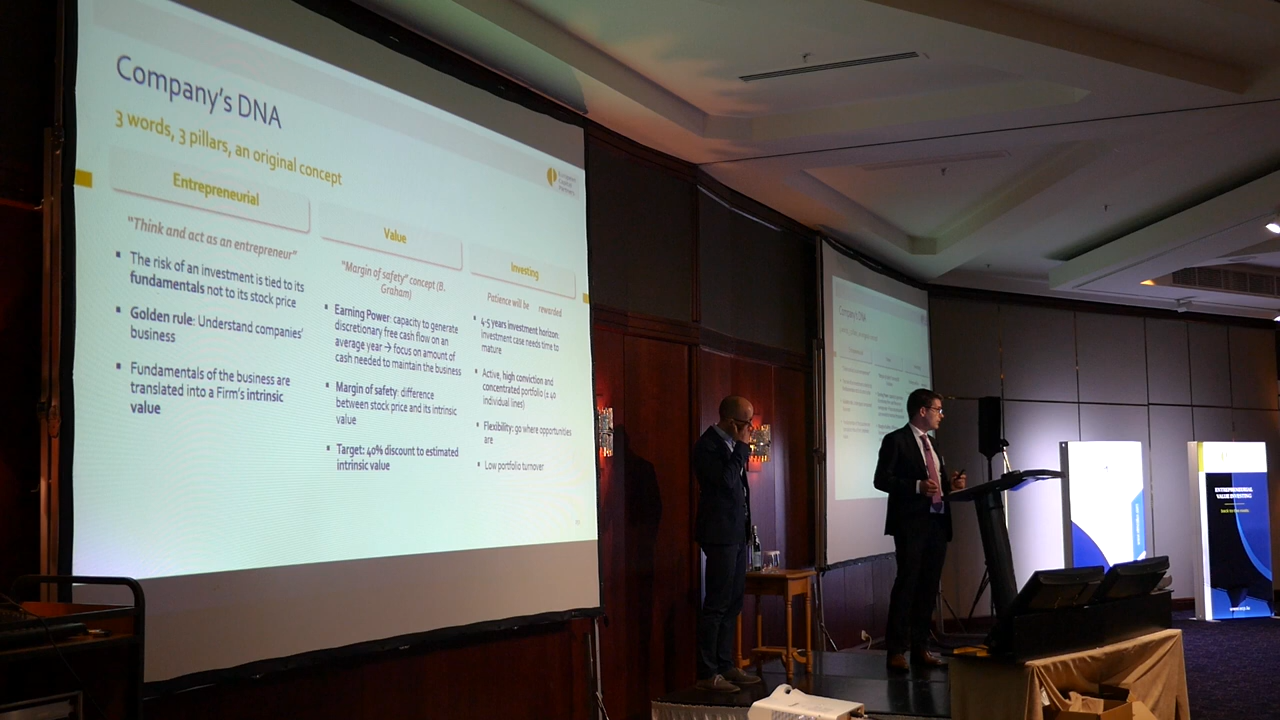 Company's DNA
3 words, 3 pillars, an original concept
Entrepreneurial
"Think and act as an entrepreneur"
▪ The risk of an investment is tied to its
fundamentals not to its stock price
▪ Golden rule: Understand companies'
business
▪ Fundamentals of the business are
translated into a Firm's intrinsic
value
Value
"Margin of safety" concept (B.
Graham)
▪ Earning Power: capacity to generate
discretionary free cash flow on an
average year → focus on amount of
cash needed to maintain the business
▪ Margin of safety: difference
between stock price and its intrinsic
value
▪ Target: 40% discount to estimated
intrinsic value
Investing
Patience will be rewarded
▪ 4-5 years investment horizon:
investment case needs time to
mature
▪ Active, high conviction and
concentrated portfolio (± 40
individual lines)
▪ Flexibility: go where opportunities
are
▪ Low portfolio turnover
Company's DNA
ENTREPRENEURIAL
VALUE INVESTING